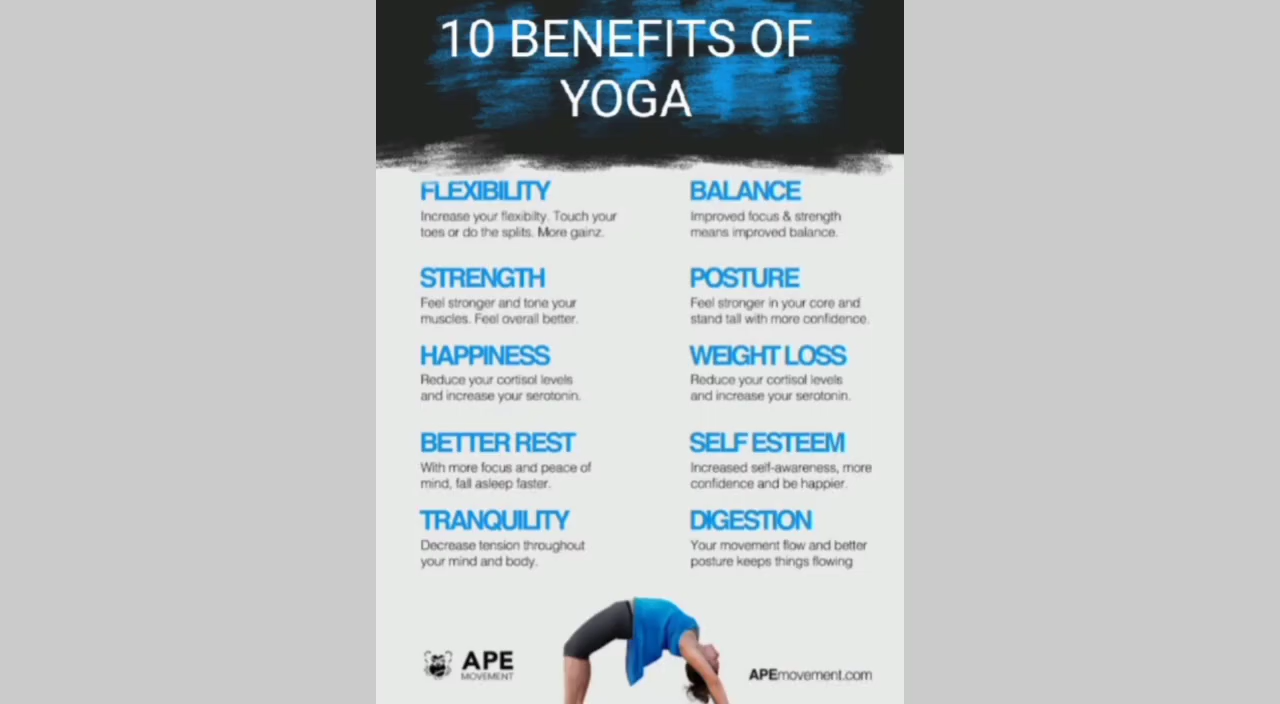 10 BENEFITS OF
YOGA
FLEXIBILITY
Increase your flexibilty. Touch your
toes or do the splits. More gainz.
BALANCE
Improved focus & strength
means improved balance.
STRENGTH
Feel stronger and tone your
muscles. Feel overall better.
POSTURE
Feel stronger in your core and
stand tall with more confidence.
HAPPINESS
Reduce your cortisol levels
and increase your serotonin.
WEIGHT LOSS
Reduce your cortisol levels
and increase your serotonin.
BETTER REST
With more focus and peace of
mind, fall asleep faster.
SELF ESTEEM
Increased self-awareness, more
confidence and be happier.
TRANQUILITY
Decrease tension throughout
your mind and body.
DIGESTION
Your movement flow and better
posture keeps things flowing
APE
MOVEMENT
APEmovement.com